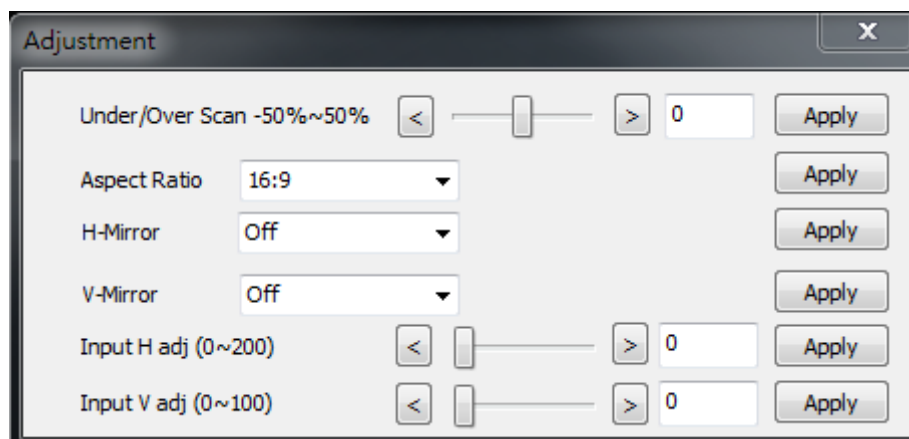 Adjustment x
Under/Over Scan -50%~50% < > 0 Apply
Aspect Ratio 16:9 Apply
H-Mirror Off Apply
V-Mirror Off Apply
Input H adj (0~200) < > 0 Apply
Input V adj (0~100) < > 0 Apply